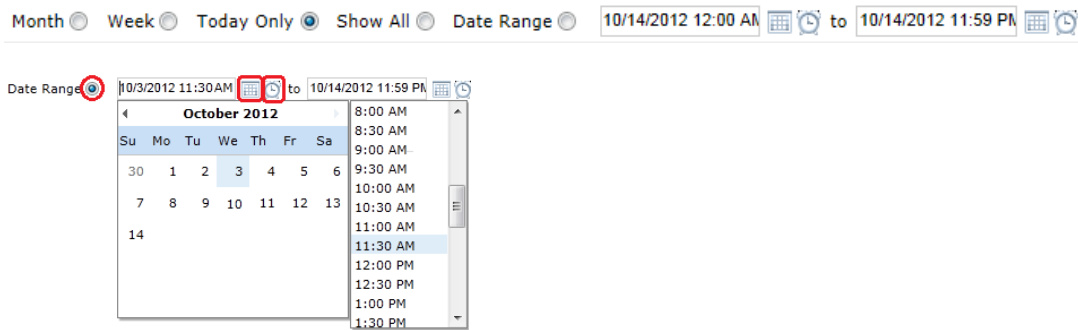 Month Week Today Only Show All Date Range 10/14/2012 12:00 AM to 10/14/2012 11:59 PM
Date Range 10/3/2012 11:30 AM to 10/14/2012 11:59 PM
October 2012
Su Mo Tu We Th Fr Sa
30 1 2 3 4 5 6
7 8 9 10 11 12 13
14
8:00 AM
8:30 AM
9:00 AM
9:30 AM
10:00 AM
10:30 AM
11:00 AM
11:30 AM
12:00 PM
12:30 PM
1:00 PM
1:30 PM